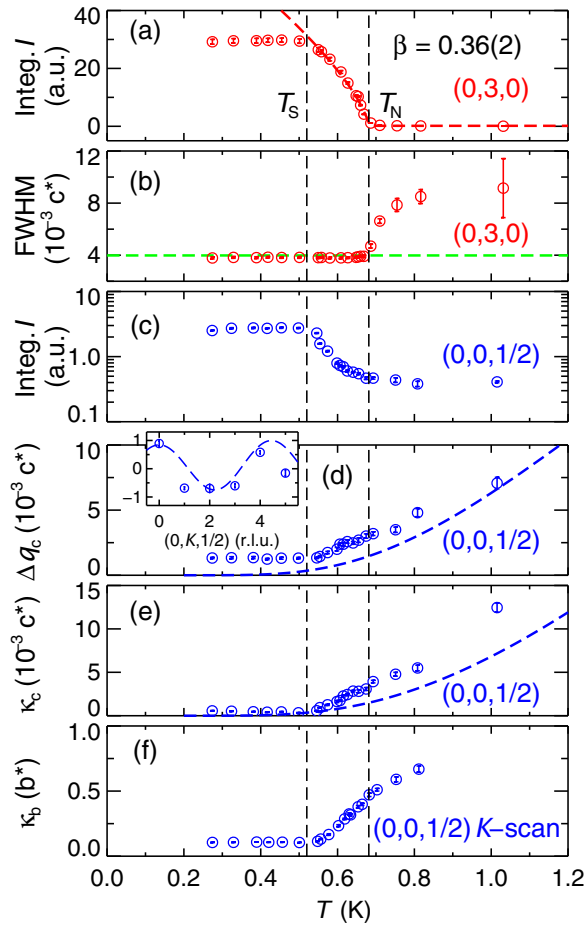 40
20
0
Integ. I
(a.u.)
(a)
β = 0.36(2)
(0,3,0)
T_S
T_N
12
8
4
FWHM
(10⁻³ c*)
(b)
(0,3,0)
10
1.0
0.1
Integ. I
(a.u.)
(c)
1
0
−1
0 2 4
(0,K,1/2) (r.l.u.)
10
5
0
Δq_c (10⁻³ c*)
(d)
(0,0,1/2)
15
10
5
0
κ_c (10⁻³ c*)
(e)
(0,0,1/2)
1.0
0.5
0.0
κ_b (b*)
(f)
(0,0,1/2) K−scan
0.0 0.2 0.4 0.6 0.8 1.0 1.2
T (K)